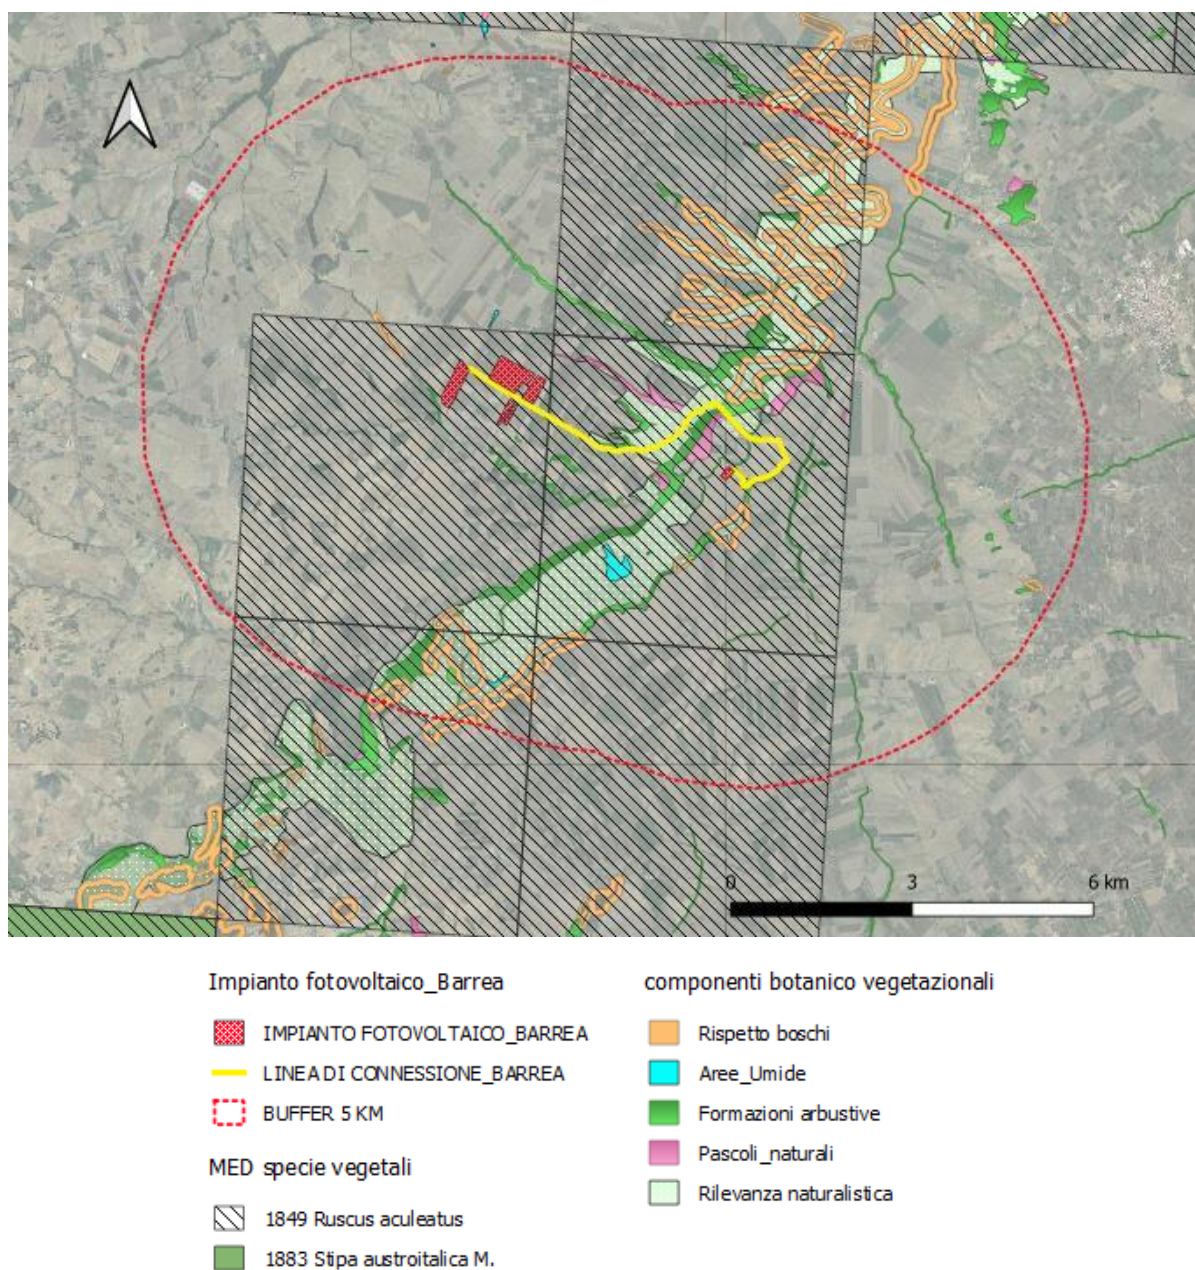 0 3 6 km
Impianto fotovoltaico_Barrea
IMPIANTO FOTOVOLTAICO_BARREA
LINEA DI CONNESSIONE_BARREA
BUFFER 5 KM
MED specie vegetali
1849 Ruscus aculeatus
1883 Stipa austroitalica M.
componenti botanico vegetazionali
Rispetto boschi
Aree_Umide
Formazioni arbustive
Pascoli_naturali
Rilevanza naturalistica